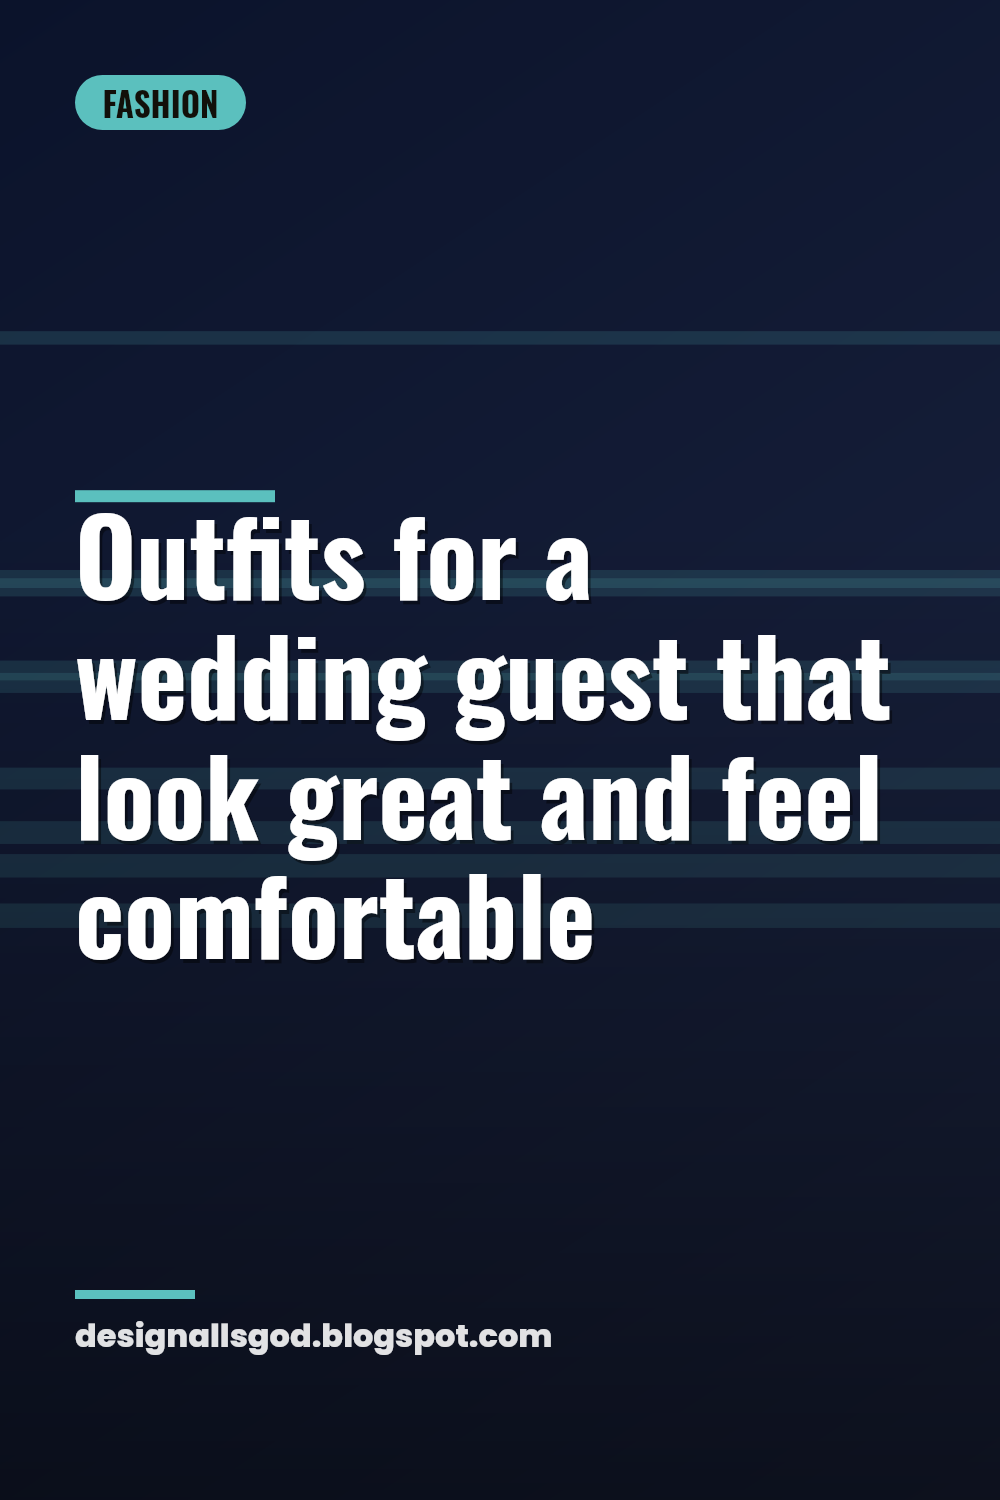 FASHION
Outfits for a
wedding guest that
look great and feel
comfortable
designallsgod.blogspot.com